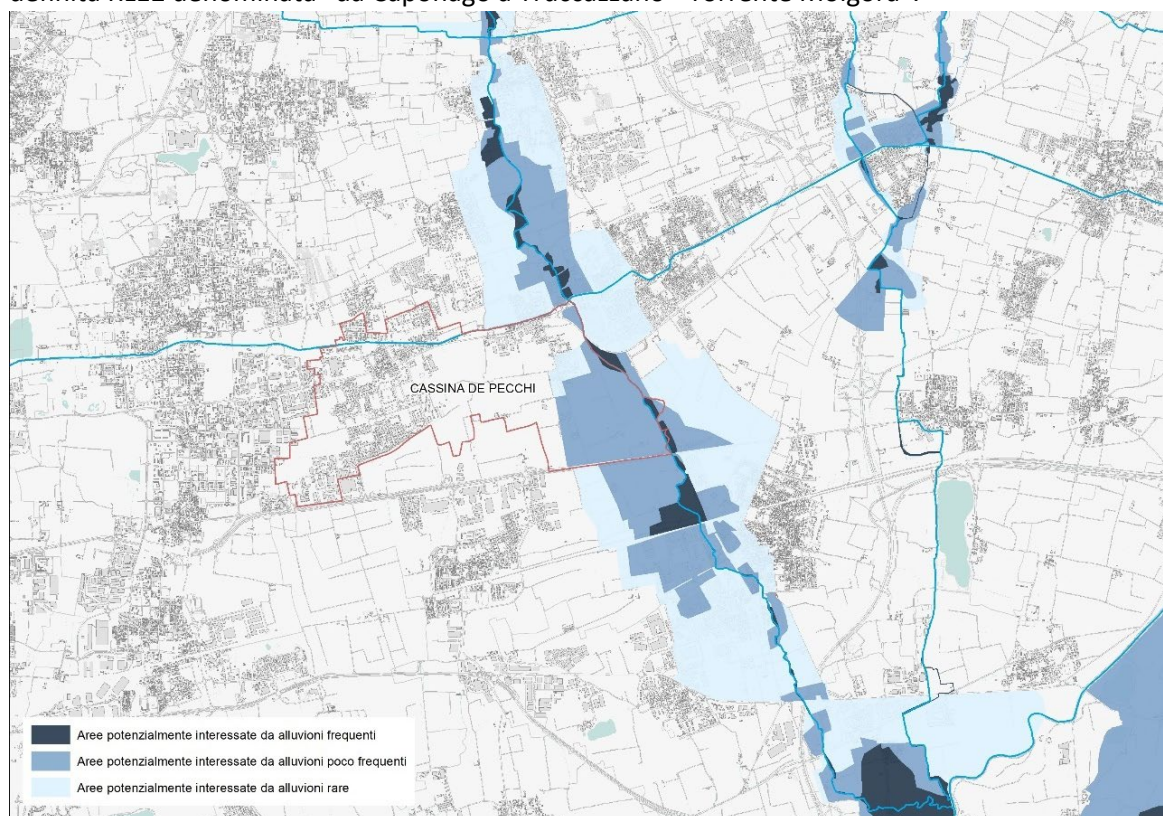 definita RL22 denominata "da Caponago a Truccazzano - Torrente Molgora".
CASSINA DE PECCHI
Aree potenzialmente interessate da alluvioni frequenti
Aree potenzialmente interessate da alluvioni poco frequenti
Aree potenzialmente interessate da alluvioni rare